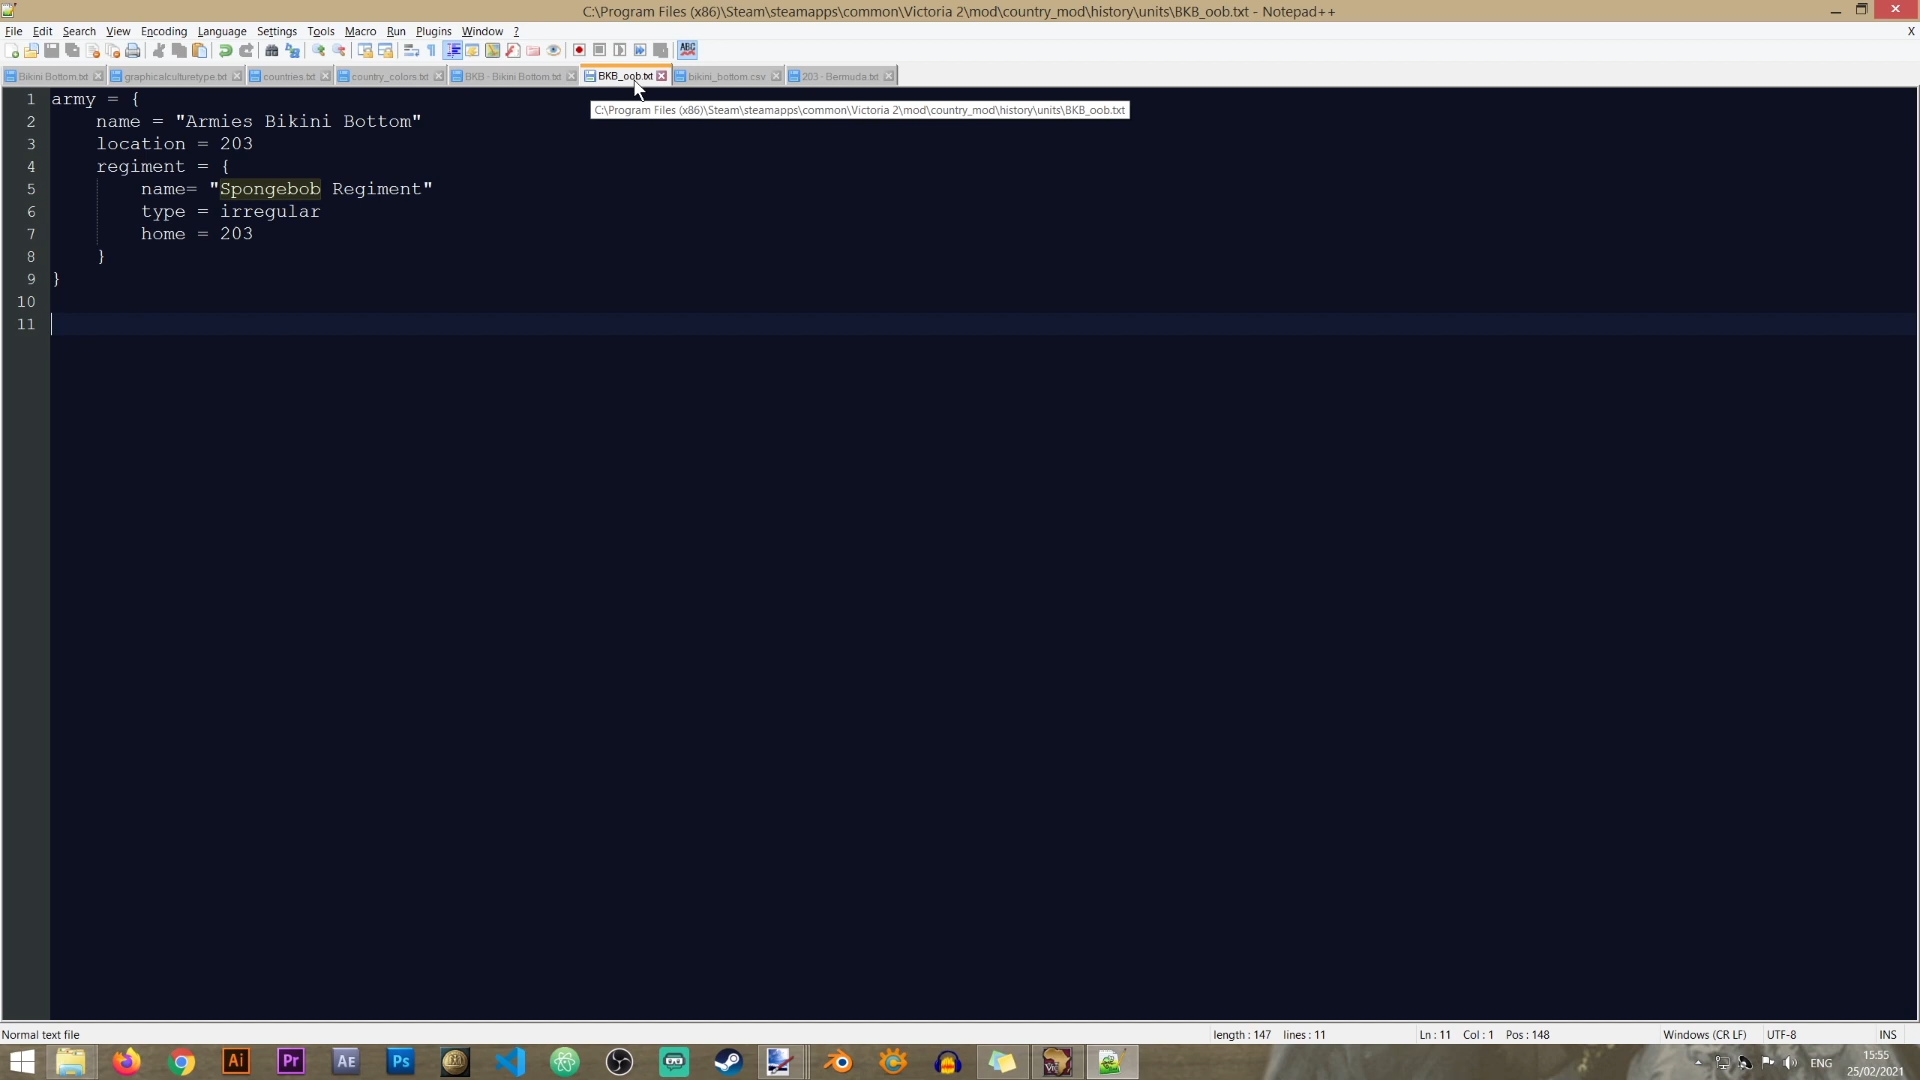 C:\Program Files (x86)\Steam\steamapps\common\Victoria 2\mod\country_mod\history\units\BKB_oob.txt - Notepad++
File Edit Search View Encoding Language Settings Tools Macro Run Plugins Window ? X
ABC
Bikini Bottom.txt graphicalculturetype.txt countries.txt country_colors.txt BKB - Bikini Bottom.txt BKB_oob.txt bikini_bottom.csv 203 - Bermuda.txt
C:\Program Files (x86)\Steam\steamapps\common\Victoria 2\mod\country_mod\history\units\BKB_oob.txt
1 army = {
2 name = "Armies Bikini Bottom"
3 location = 203
4 regiment = {
5 name= "Spongebob Regiment"
6 type = irregular
7 home = 203
8 }
9 }
10
11
Normal text file length : 147 lines : 11 Ln : 11 Col : 1 Pos : 148 Windows (CR LF) UTF-8 INS
Ai Pr AE Ps ENG 15:55
25/02/2021